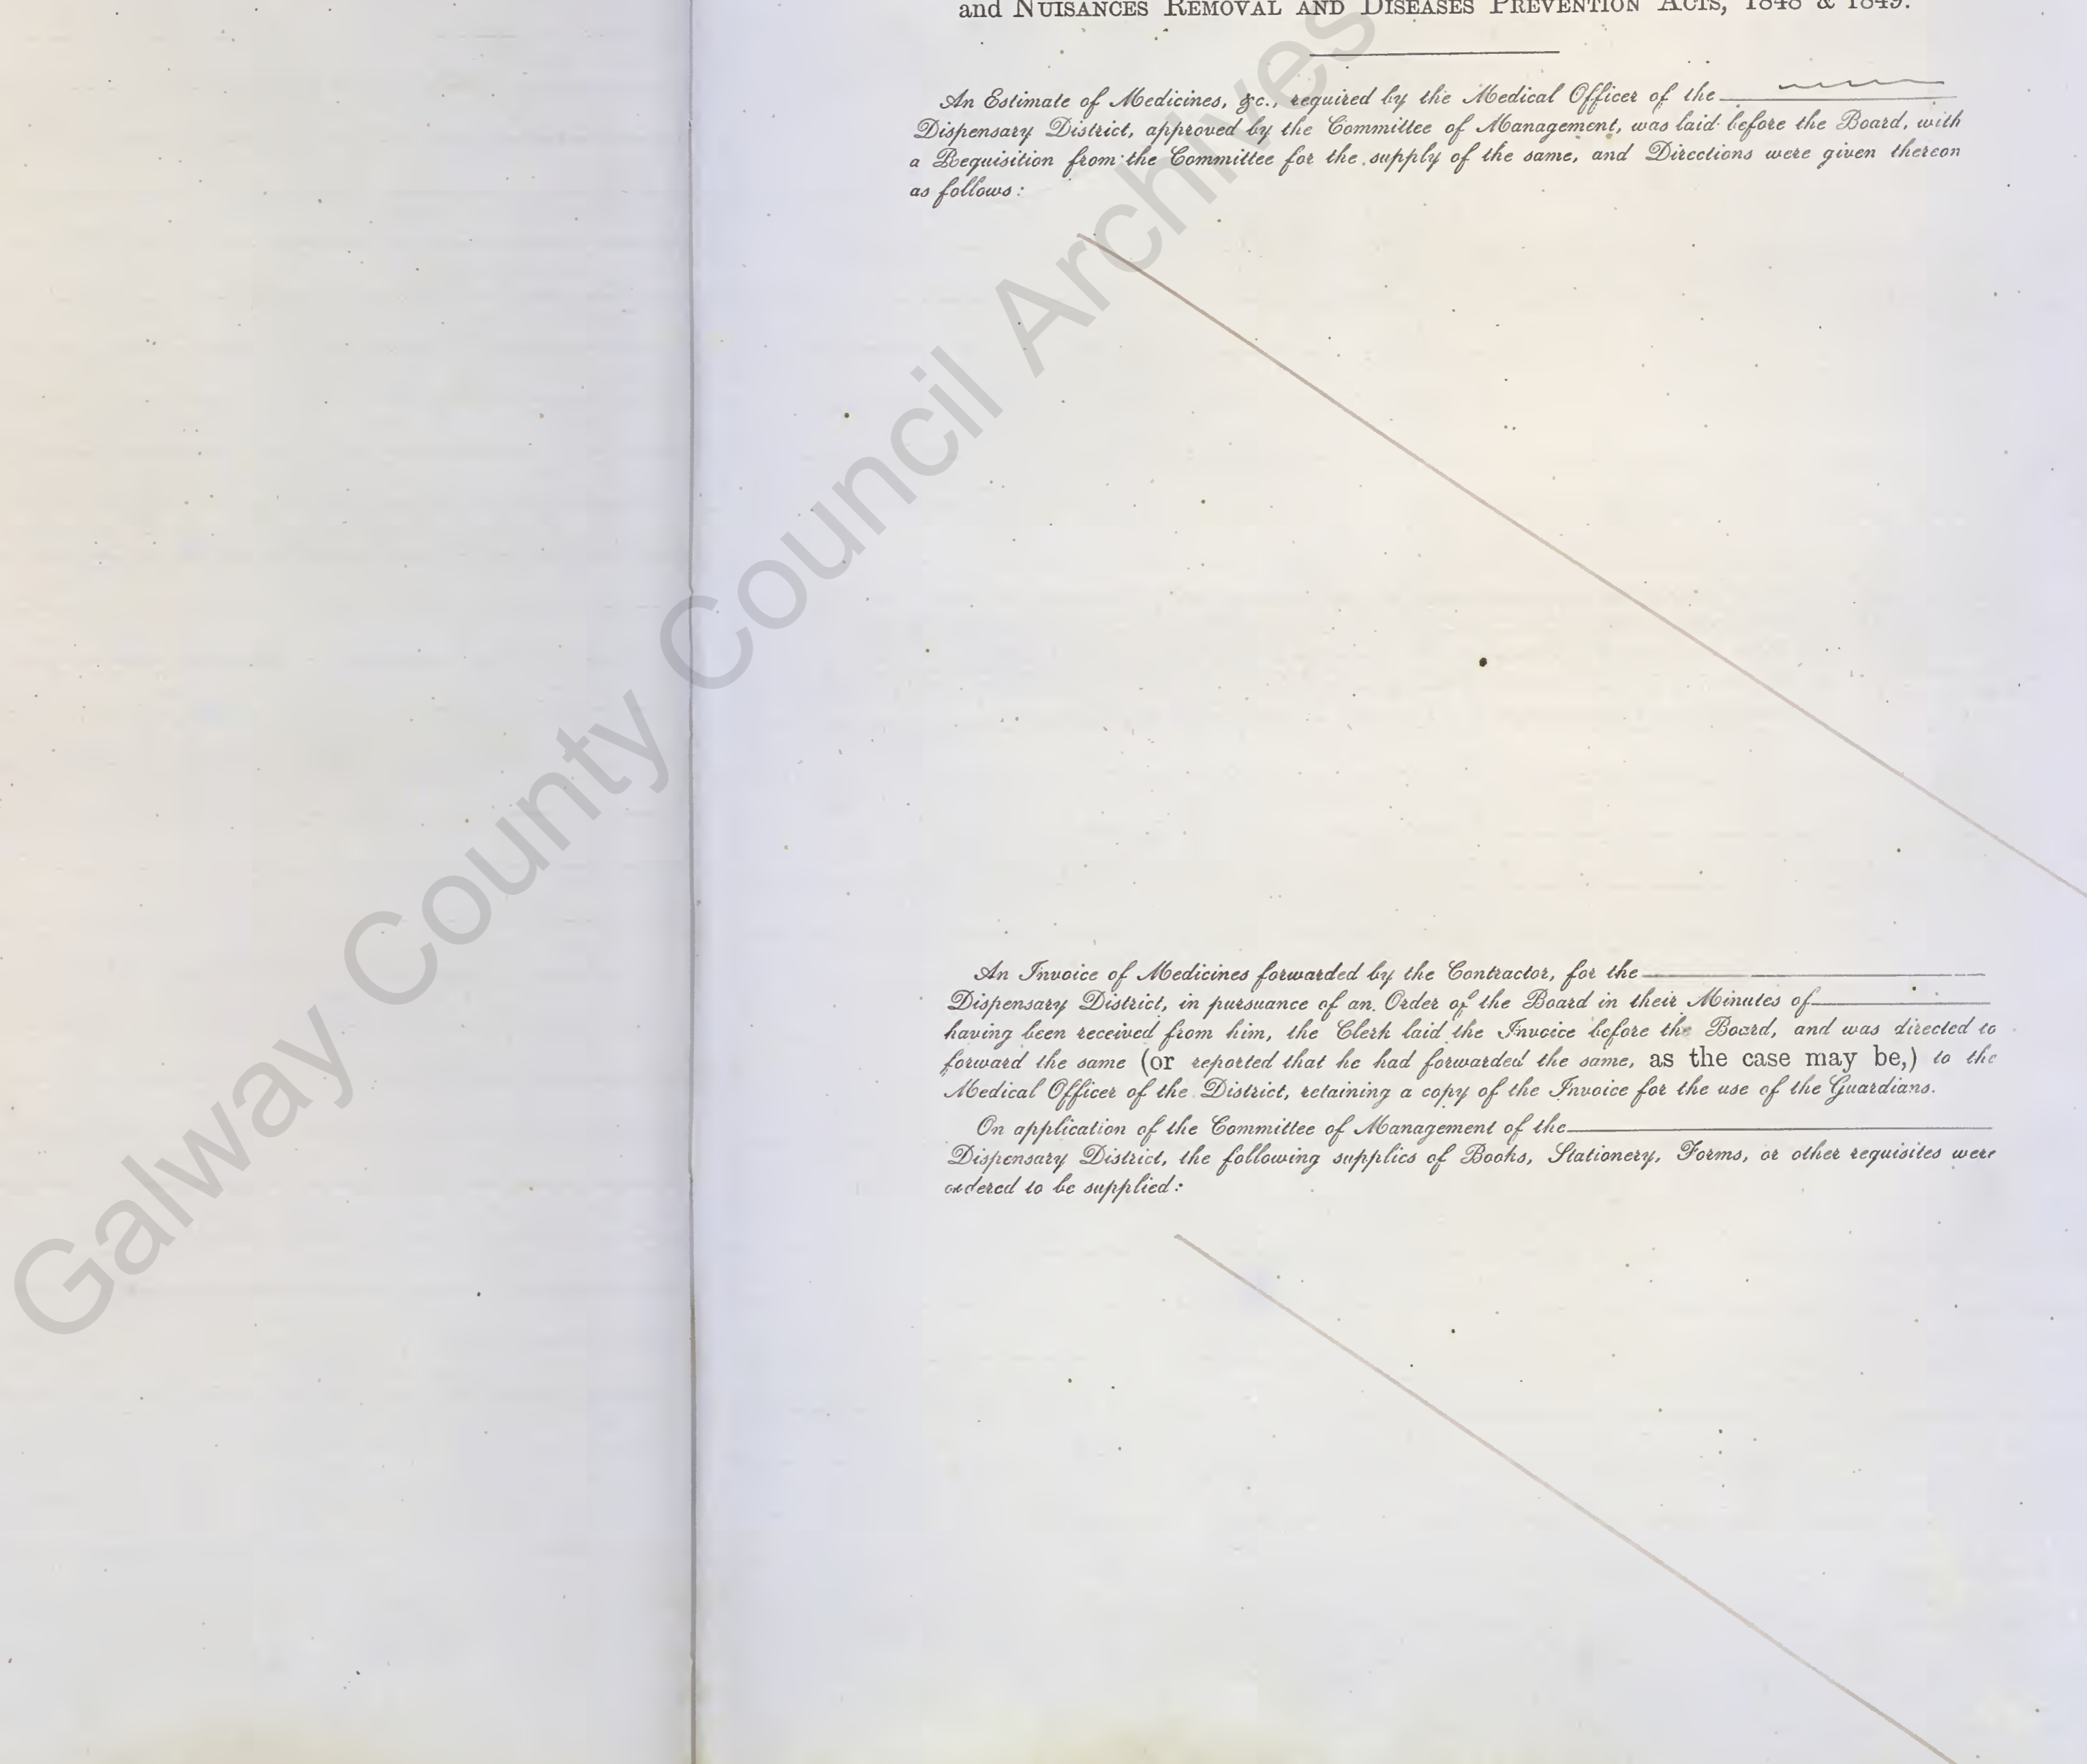 and NUISANCES REMOVAL AND DISEASES PREVENTION ACTS, 1848 & 1849.
An Estimate of Medicines, &c., required by the Medical Officer of the
Dispensary District, approved by the Committee of Management, was laid before the Board, with
a Requisition from the Committee for the supply of the same, and Directions were given thereon
as follows:
An Invoice of Medicines forwarded by the Contractor, for the
Dispensary District, in pursuance of an Order of the Board in their Minutes of
having been received from him, the Clerk laid the Invoice before the Board, and was directed to
forward the same (or reported that he had forwarded the same, as the case may be,) to the
Medical Officer of the District, retaining a copy of the Invoice for the use of the Guardians.
On application of the Committee of Management of the
Dispensary District, the following supplies of Books, Stationery, Forms, or other requisites were
ordered to be supplied:
Galway County Council Archives